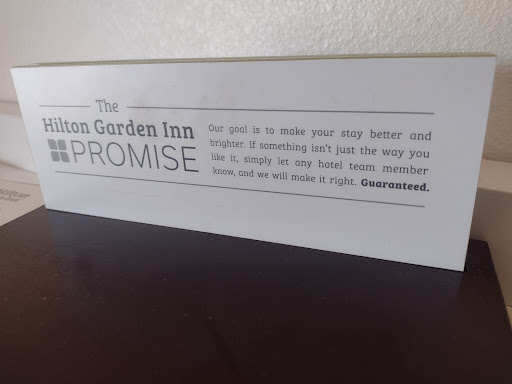 The
Hilton Garden Inn
PROMISE
Our goal is to make your stay better and
brighter. If something isn't just the way you
like it, simply let any hotel team member
know, and we will make it right. Guaranteed.